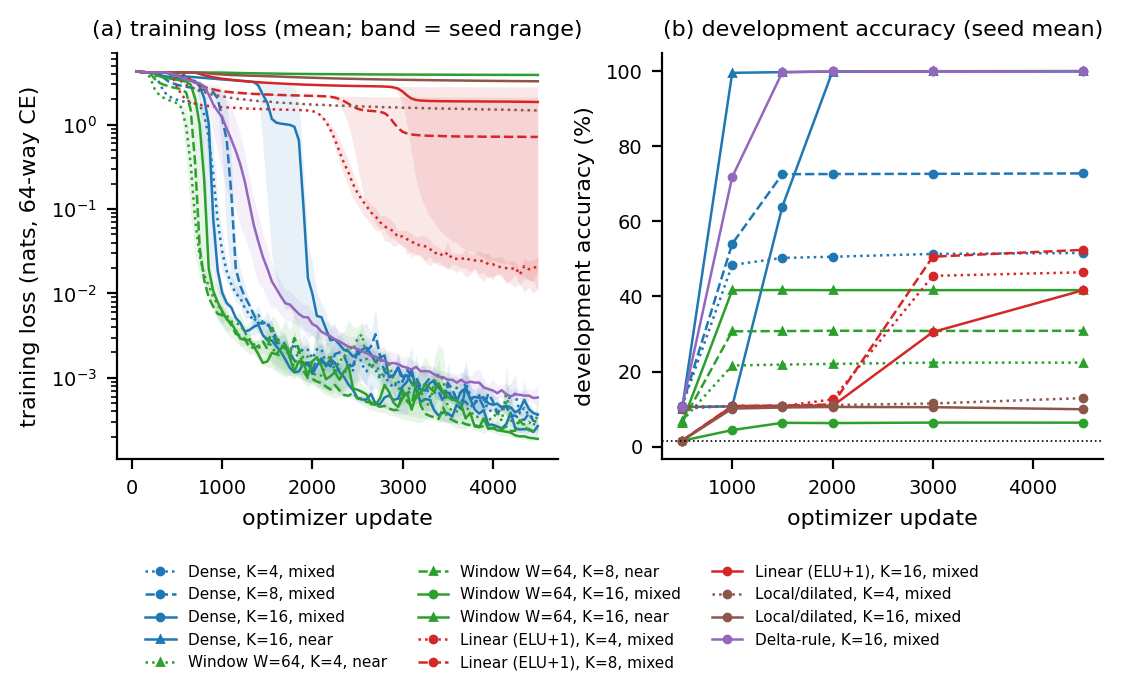 (a) training loss (mean; band = seed range)
(b) development accuracy (seed mean)
training loss (nats, 64-way CE)
10⁰
10⁻¹
10⁻²
10⁻³
0
1000
2000
3000
4000
optimizer update
development accuracy (%)
100
80
60
40
20
0
1000
2000
3000
4000
optimizer update
Dense, K=4, mixed
Dense, K=8, mixed
Dense, K=16, mixed
Dense, K=16, near
Window W=64, K=4, near
Window W=64, K=8, near
Window W=64, K=16, mixed
Window W=64, K=16, near
Linear (ELU+1), K=4, mixed
Linear (ELU+1), K=8, mixed
Linear (ELU+1), K=16, mixed
Local/dilated, K=4, mixed
Local/dilated, K=16, mixed
Delta-rule, K=16, mixed